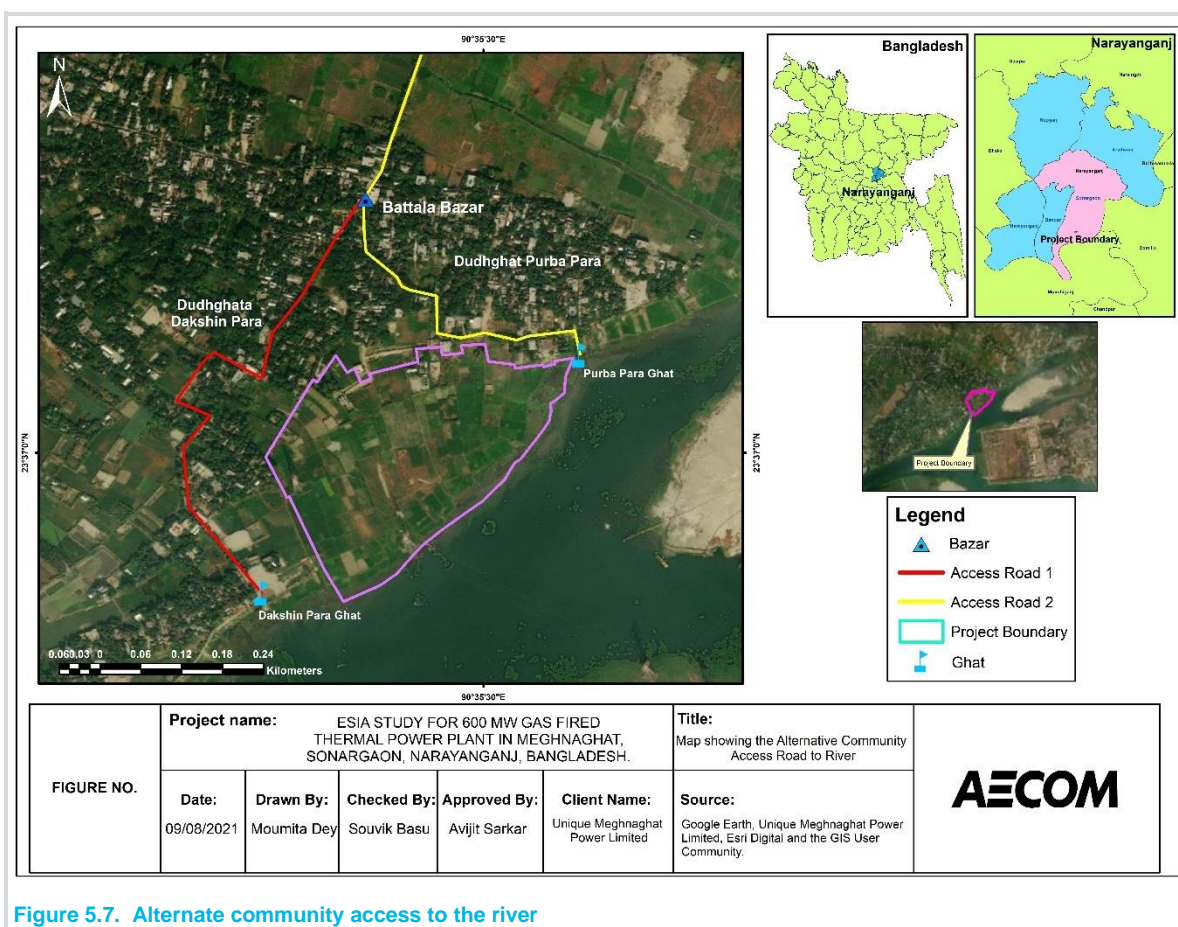 90°35'30"E
N
Battala Bazar
Dudhghat Purba Para
Dudhghata
Dakshin Para
Purba Para Ghat
23°37'0"N
23°37'0"N
Dakshin Para Ghat
0.060.03 0 0.06 0.12 0.18 0.24
Kilometers
90°35'30"E
Bangladesh
Narayanganj
Narayanganj
Dhaka
Narayanganj
Sonargaon
Bandar
Project Boundary
Munshiganj
Project Boundary
Legend
Bazar
Access Road 1
Access Road 2
Project Boundary
Ghat
FIGURE NO.
Project name: ESIA STUDY FOR 600 MW GAS FIRED
THERMAL POWER PLANT IN MEGHNAGHAT,
SONARGAON, NARAYANGANJ, BANGLADESH.
Title:
Map showing the Alternative Community
Access Road to River
Date:
09/08/2021
Drawn By:
Moumita Dey
Checked By:
Souvik Basu
Approved By:
Avijit Sarkar
Client Name:
Unique Meghnaghat
Power Limited
Source:
Google Earth, Unique Meghnaghat Power
Limited, Esri Digital and the GIS User
Community.
AECOM
Figure 5.7. Alternate community access to the river